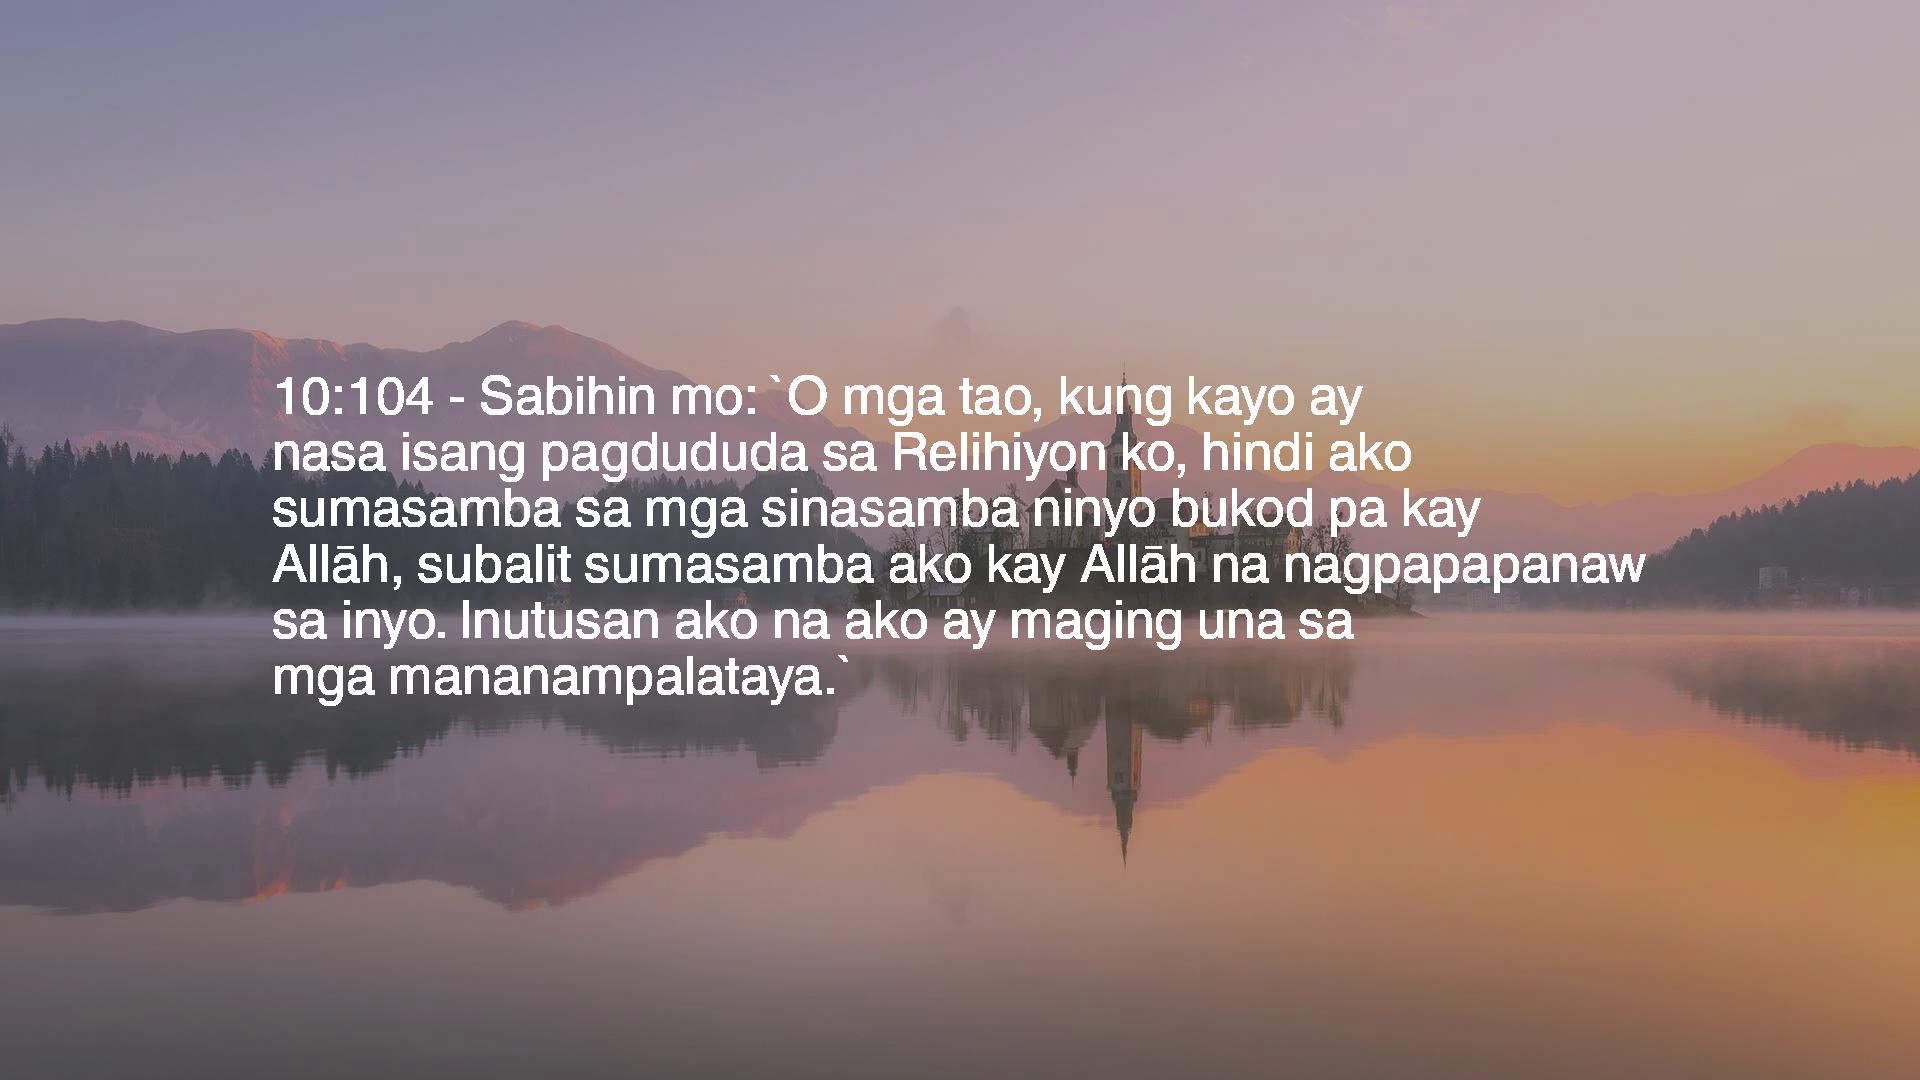 10:104 - Sabihin mo: `O mga tao, kung kayo ay
nasa isang pagdududa sa Relihiyon ko, hindi ako
sumasamba sa mga sinasamba ninyo bukod pa kay
Allāh, subalit sumasamba ako kay Allāh na nagpapapanaw
sa inyo. Inutusan ako na ako ay maging una sa
mga mananampalataya.`